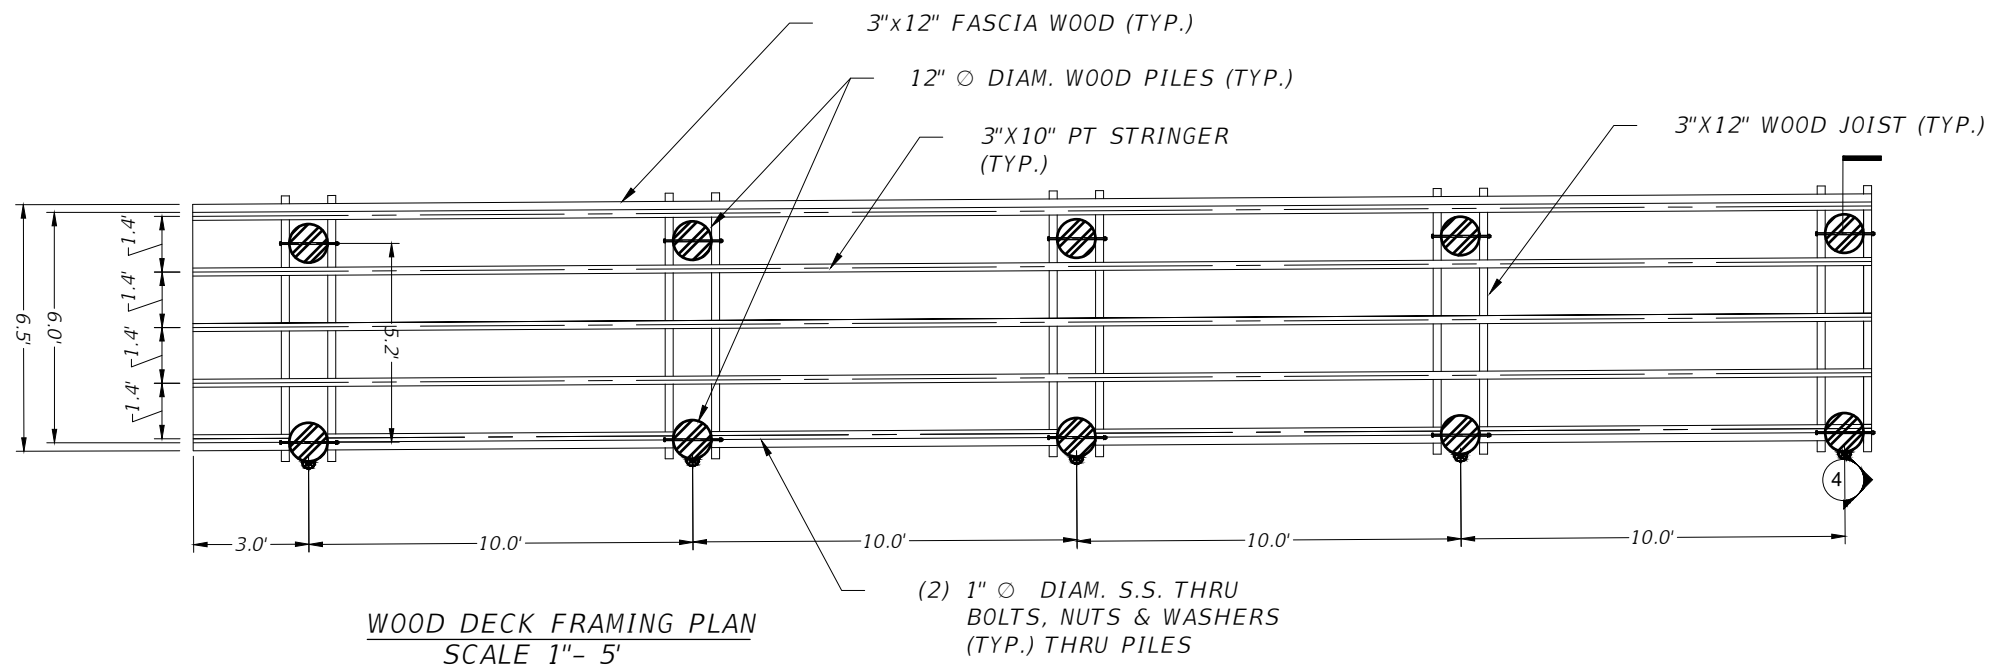 3"x12" FASCIA WOOD (TYP.)
12" ∅ DIAM. WOOD PILES (TYP.)
3"X10" PT STRINGER
(TYP.)
3"X12" WOOD JOIST (TYP.)
6.5'
6.0'
1.4'
1.4'
1.4'
1.4'
5.2'
4
3.0'
10.0'
10.0'
10.0'
10.0'
(2) 1" ∅ DIAM. S.S. THRU
BOLTS, NUTS & WASHERS
(TYP.) THRU PILES
WOOD DECK FRAMING PLAN
SCALE 1"- 5'